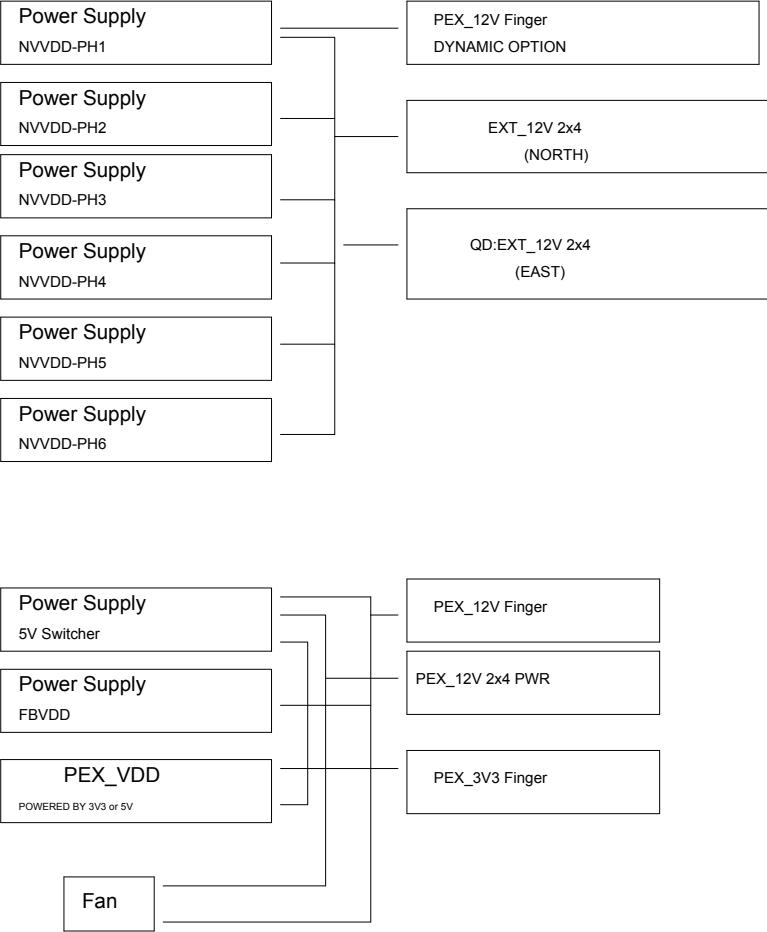 Power Supply
NVVDD-PH1
PEX_12V Finger
DYNAMIC OPTION
Power Supply
NVVDD-PH2
EXT_12V 2x4
(NORTH)
Power Supply
NVVDD-PH3
Power Supply
NVVDD-PH4
QD:EXT_12V 2x4
(EAST)
Power Supply
NVVDD-PH5
Power Supply
NVVDD-PH6
Power Supply
5V Switcher
PEX_12V Finger
Power Supply
FBVDD
PEX_12V 2x4 PWR
PEX_VDD
POWERED BY 3V3 or 5V
PEX_3V3 Finger
Fan